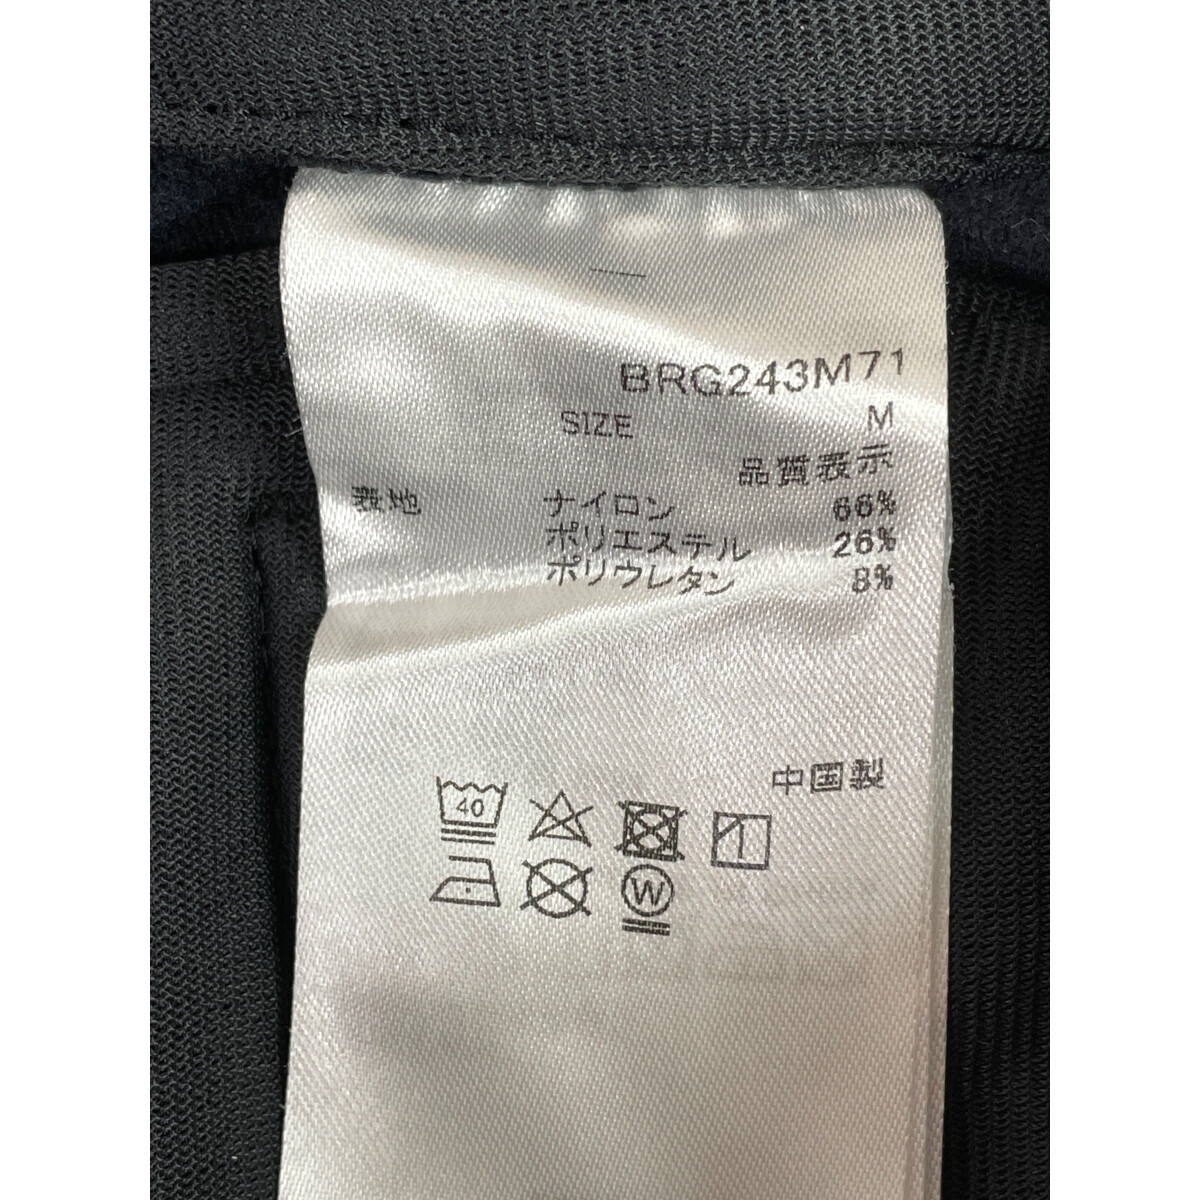 BRG243M71
SIZE M
品質表示
表地 ナイロン 66%
ポリエステル 26%
ポリウレタン 8%
中国製
40
W